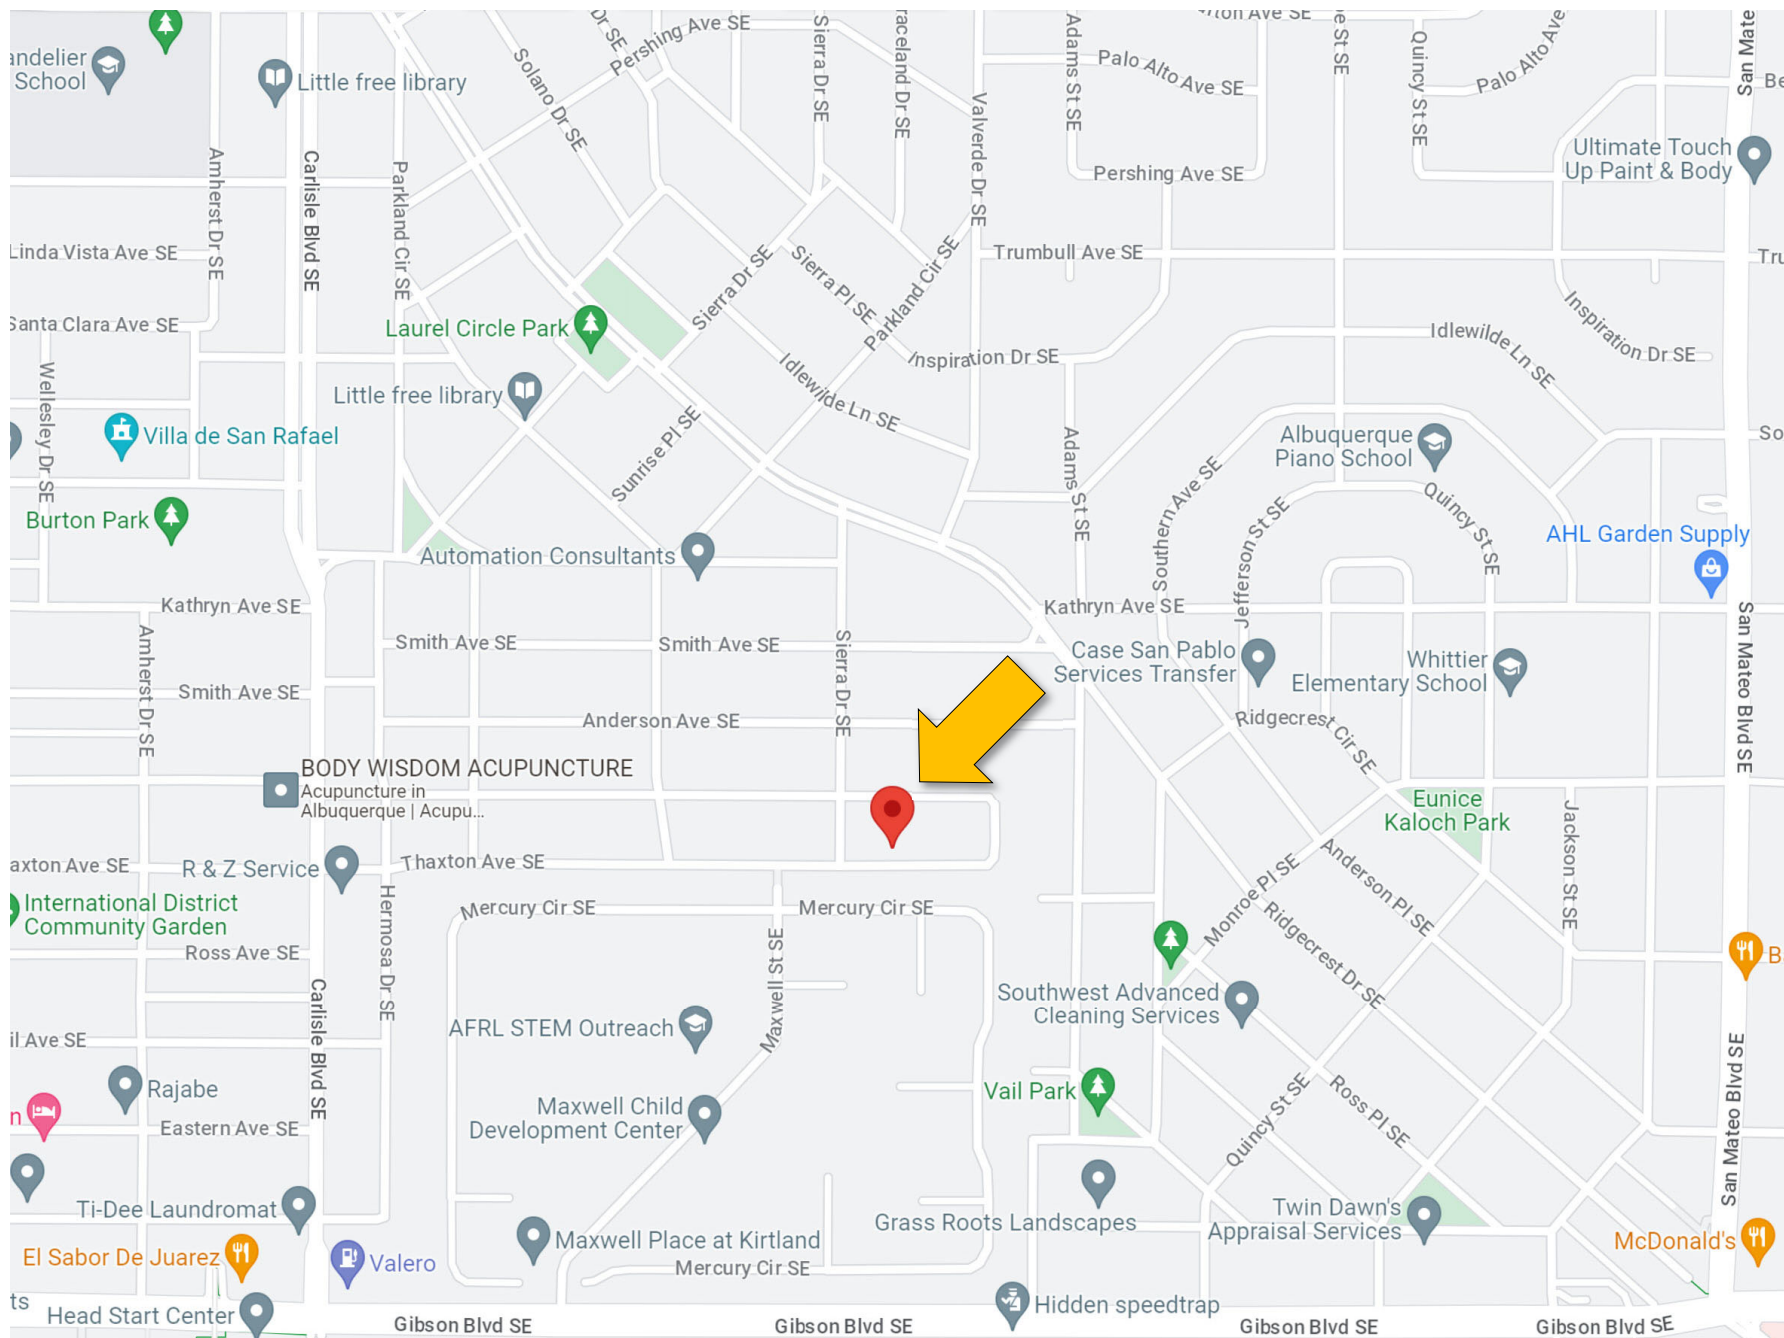 Dr SE
Pershing Ave SE
Sierra Dr SE
raceland Dr SE
Adams St SE
Palo Alto Ave SE
Quincy St SE
Palo Alto Ave
San Mate
andelier
School
Little free library
Solano Dr SE
Valverde Dr SE
Ultimate Touch
Up Paint & Body
Amherst Dr SE
Carlisle Blvd SE
Parkland Cir SE
Pershing Ave SE
Linda Vista Ave SE
Sierra Dr SE
Sierra Pl SE
Parkland Cir SE
Trumbull Ave SE
Tru
Santa Clara Ave SE
Laurel Circle Park
Inspiration Dr SE
Idlewilde Ln SE
Inspiration Dr SE
Wellesley Dr SE
Little free library
Idlewilde Ln SE
Villa de San Rafael
Sunrise Pl SE
Adams St SE
Albuquerque
Piano School
So
Burton Park
Southern Ave SE
Jefferson St SE
Quincy St SE
AHL Garden Supply
Automation Consultants
Kathryn Ave SE
Kathryn Ave SE
Smith Ave SE
Smith Ave SE
Sierra Dr SE
Case San Pablo
Services Transfer
Whittier
Elementary School
San Mateo Blvd SE
Amherst Dr SE
Smith Ave SE
Anderson Ave SE
Ridgecrest Cir SE
BODY WISDOM ACUPUNCTURE
Acupuncture in
Albuquerque | Acupu...
Eunice
Kaloch Park
axton Ave SE
R & Z Service
Thaxton Ave SE
Monroe Pl SE
Anderson Pl SE
Jackson St SE
International District
Community Garden
Hermosa Dr SE
Mercury Cir SE
Mercury Cir SE
Ross Ave SE
Maxwell St SE
Ridgecrest Dr SE
B
Carlisle Blvd SE
Southwest Advanced
Cleaning Services
AFRL STEM Outreach
il Ave SE
Rajabe
Vail Park
San Mateo Blvd SE
n
Maxwell Child
Development Center
Quincy St SE
Ross Pl SE
Eastern Ave SE
Ti-Dee Laundromat
Grass Roots Landscapes
Twin Dawn's
Appraisal Services
El Sabor De Juarez
Valero
Maxwell Place at Kirtland
McDonald's
Mercury Cir SE
ts
Head Start Center
Hidden speedtrap
Gibson Blvd SE
Gibson Blvd SE
Gibson Blvd SE
Gibson Blvd SE